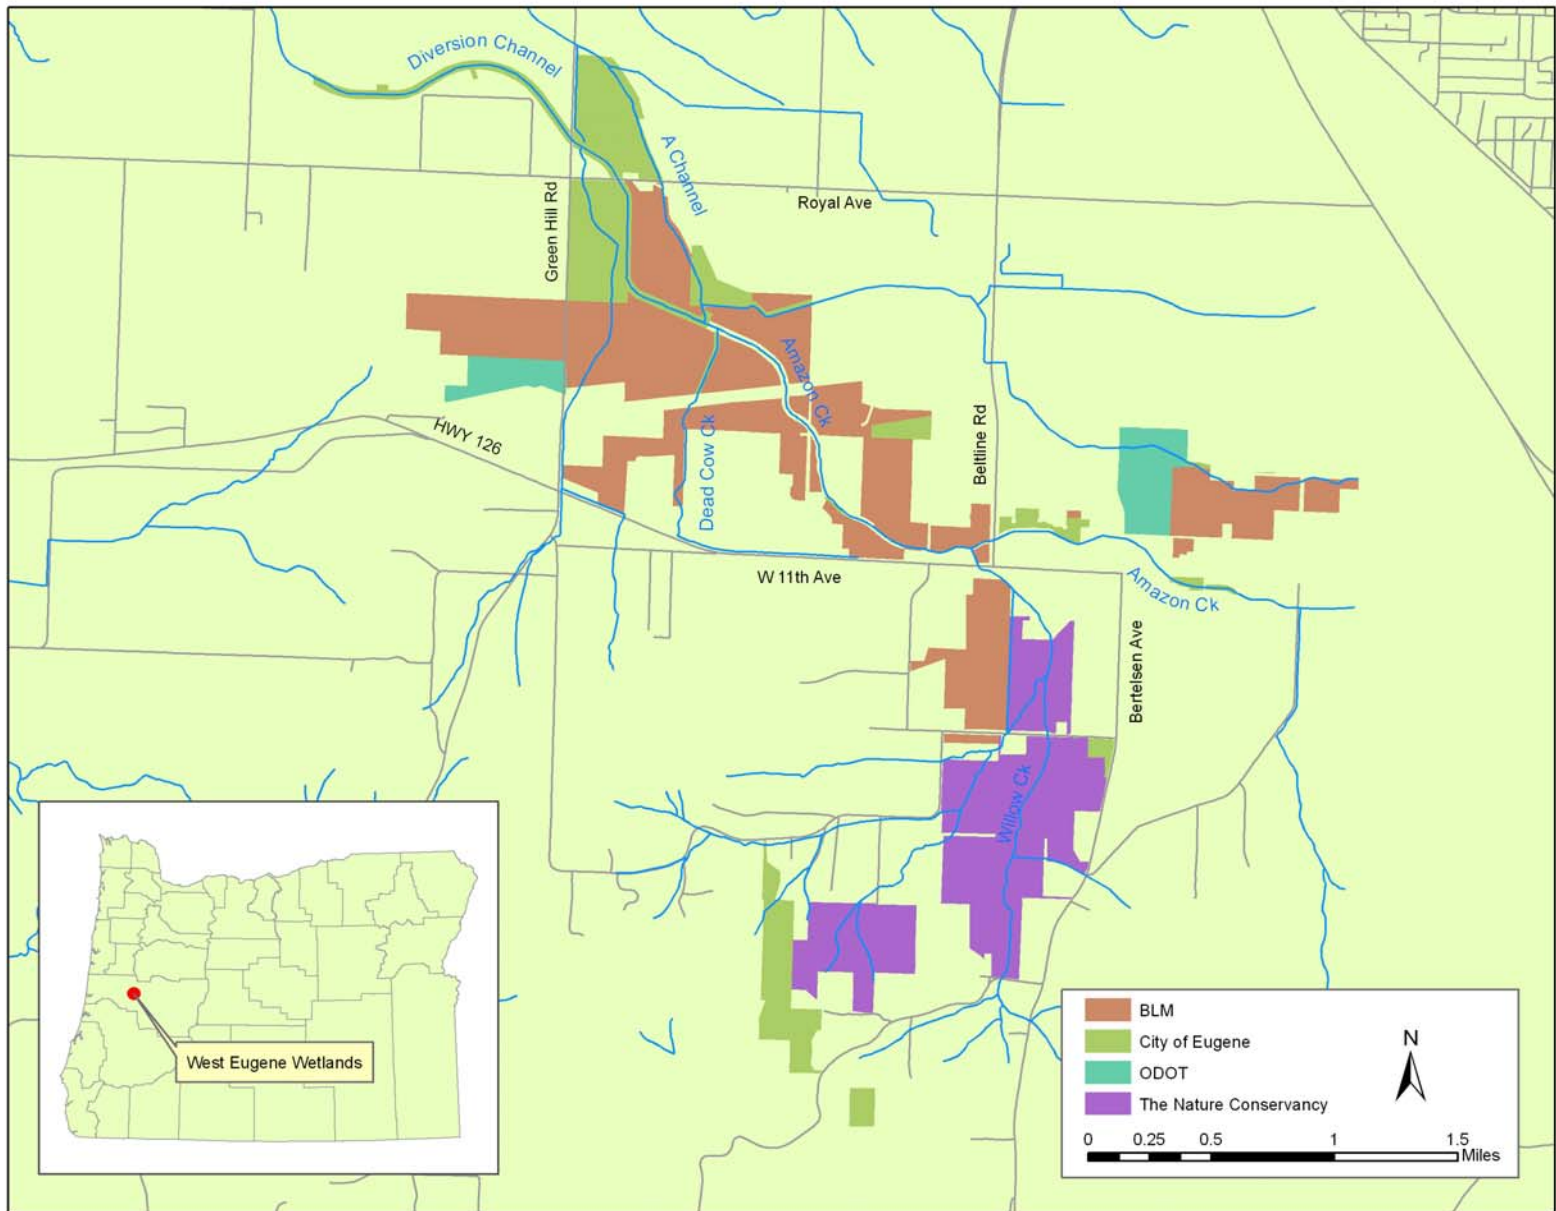 Diversion Channel
A Channel
Green Hill Rd
Royal Ave
Amazon Ck
HWY 126
Dead Cow Ck
Beltline Rd
W 11th Ave
Amazon Ck
Bertelsen Ave
Willow Ck
West Eugene Wetlands
BLM
City of Eugene
ODOT
The Nature Conservancy
N
0 0.25 0.5 1 1.5
Miles